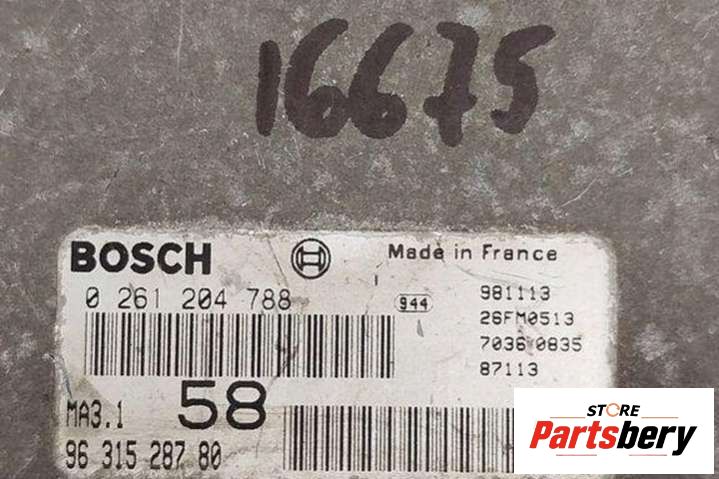 16675
BOSCH Made in France
0 261 204 788
944
981113
26FM0513
7036 0835
87113
MA3.1 58
96 315 287 80
STORE
Partsbery